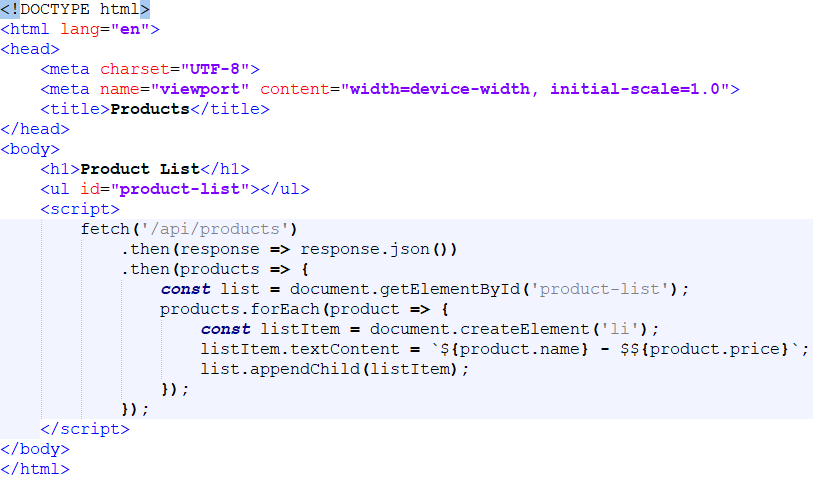 <!DOCTYPE html>
<html lang="en">
<head>
    <meta charset="UTF-8">
    <meta name="viewport" content="width=device-width, initial-scale=1.0">
    <title>Products</title>
</head>
<body>
    <h1>Product List</h1>
    <ul id="product-list"></ul>
    <script>
        fetch('/api/products')
            .then(response => response.json())
            .then(products => {
                const list = document.getElementById('product-list');
                products.forEach(product => {
                    const listItem = document.createElement('li');
                    listItem.textContent = `${product.name} - $${product.price}`;
                    list.appendChild(listItem);
                });
            });
    </script>
</body>
</html>